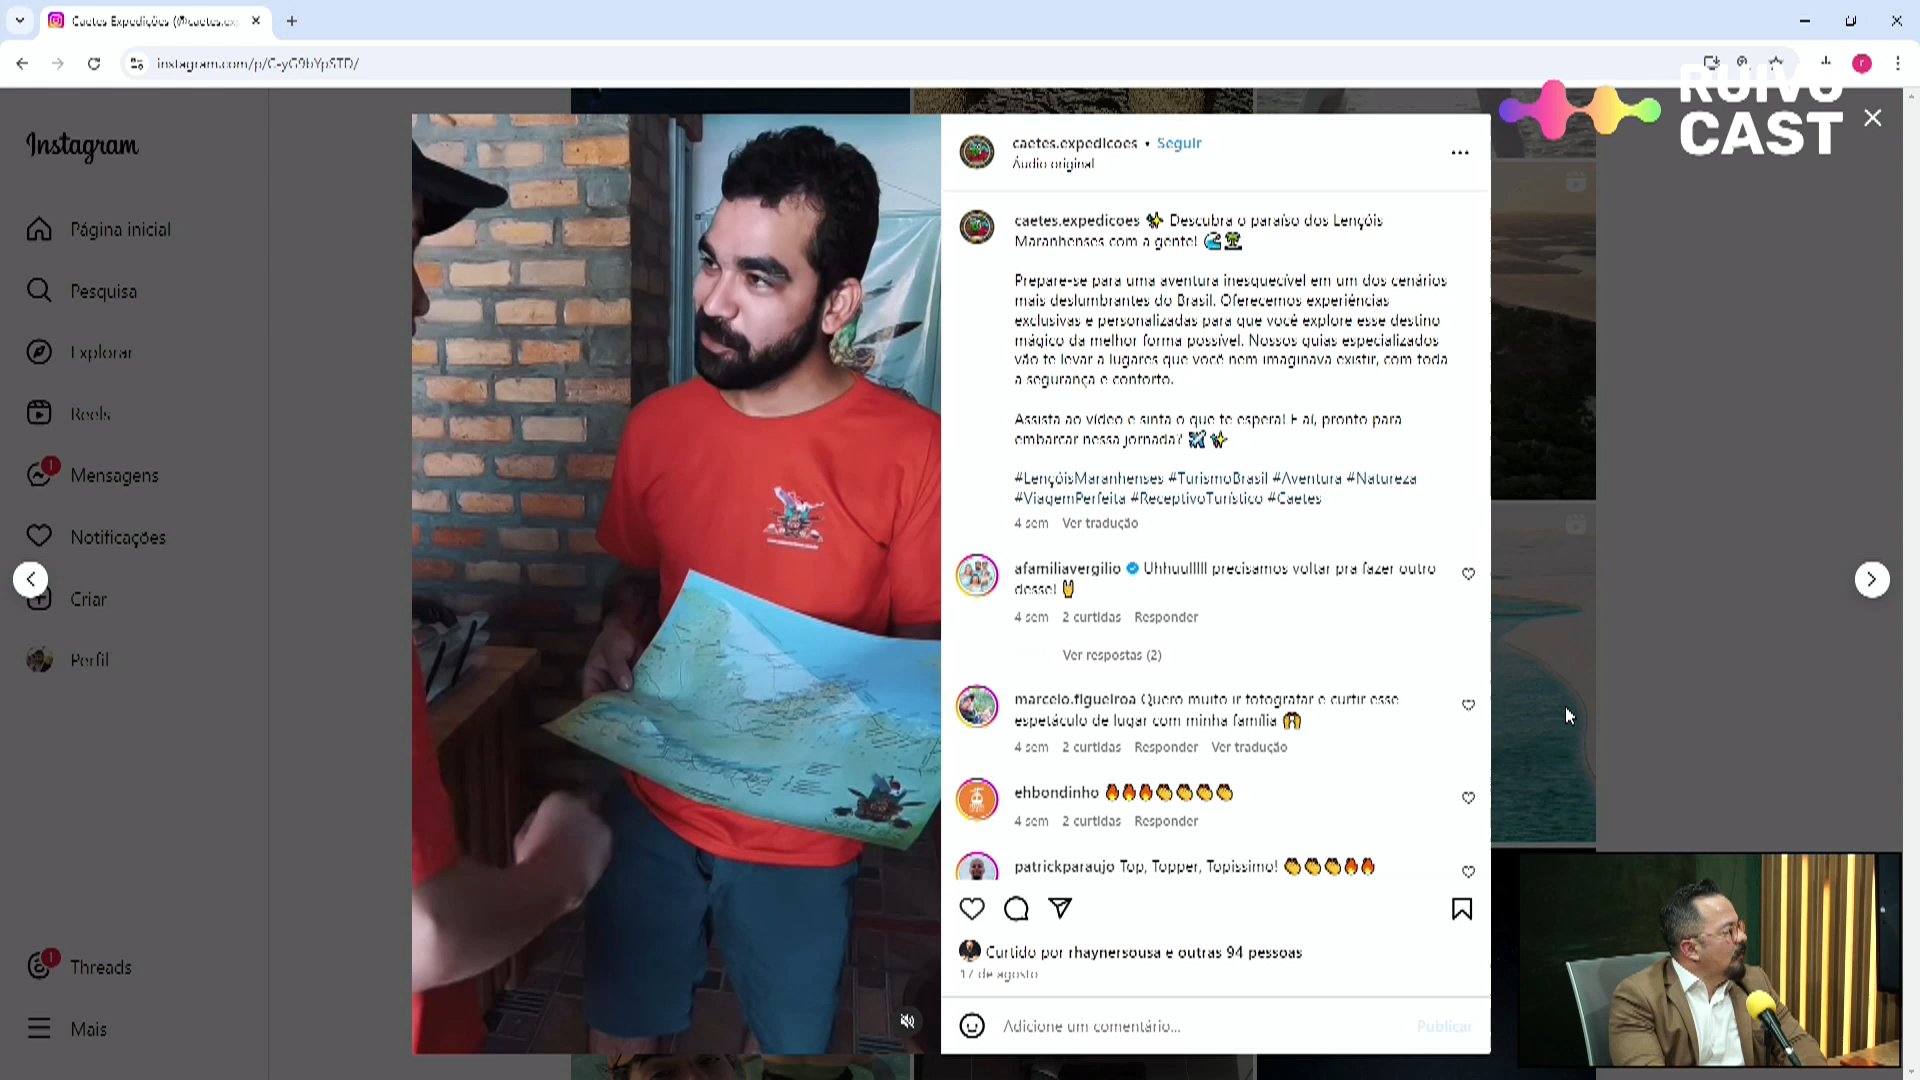 Caetes Expedições (@caetes.ex
instagram.com/p/C-yG9bYpSTD/
RUIVO
CAST
Instagram
Página inicial
Pesquisa
Explorar
Reels
1
Mensagens
Notificações
Criar
Perfil
1
Threads
Mais
caetes.expedicoes • Seguir
Áudio original
caetes.expedicoes ✨ Descubra o paraíso dos Lençóis
Maranhenses com a gente! 🌊🏝️
Prepare-se para uma aventura inesquecível em um dos cenários
mais deslumbrantes do Brasil. Oferecemos experiências
exclusivas e personalizadas para que você explore esse destino
mágico da melhor forma possível. Nossos guias especializados
vão te levar a lugares que você nem imaginava existir, com toda
a segurança e conforto.
Assista ao vídeo e sinta o que te espera! E aí, pronto para
embarcar nessa jornada? ✈️✨
#LençóisMaranhenses #TurismoBrasil #Aventura #Natureza
#ViagemPerfeita #ReceptivoTurístico #Caetes
4 sem Ver tradução
afamiliavergilio Uhhuulllll precisamos voltar pra fazer outro
desse! 🤘
4 sem 2 curtidas Responder
Ver respostas (2)
marcelo.figueiroa Quero muito ir fotografar e curtir esse
espetáculo de lugar com minha família 🙌
4 sem 2 curtidas Responder Ver tradução
ehbondinho 🔥🔥🔥👏👏👏👏
4 sem 2 curtidas Responder
patrickparaujo Top, Topper, Topíssimo! 👏👏👏🔥🔥
Curtido por rhaynersousa e outras 94 pessoas
17 de agosto
Adicione um comentário...
Publicar